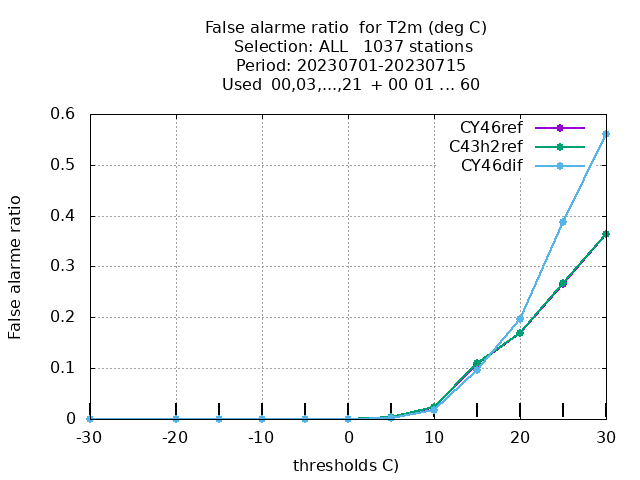 False alarme ratio  for T2m (deg C)
Selection: ALL   1037 stations
Period: 20230701-20230715
Used  00,03,...,21  + 00 01 ... 60
CY46ref
C43h2ref
CY46dif
False alarme ratio
0.6
0.5
0.4
0.3
0.2
0.1
0
-30
-20
-10
0
10
20
30
thresholds C)